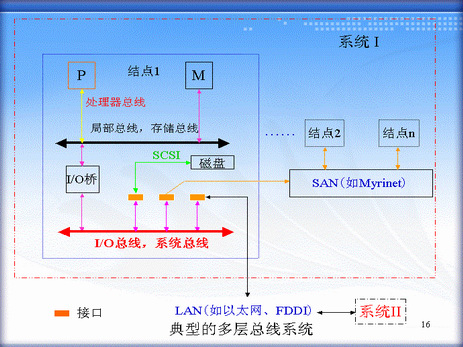 系统 I
结点1
P
M
处理器总线
局部总线，存储总线
······
结点2
结点n
SCSI
磁盘
I/O桥
SAN(如Myrinet)
I/O总线，系统总线
接口
LAN(如以太网、FDDI)
系统II
典型的多层总线系统
16